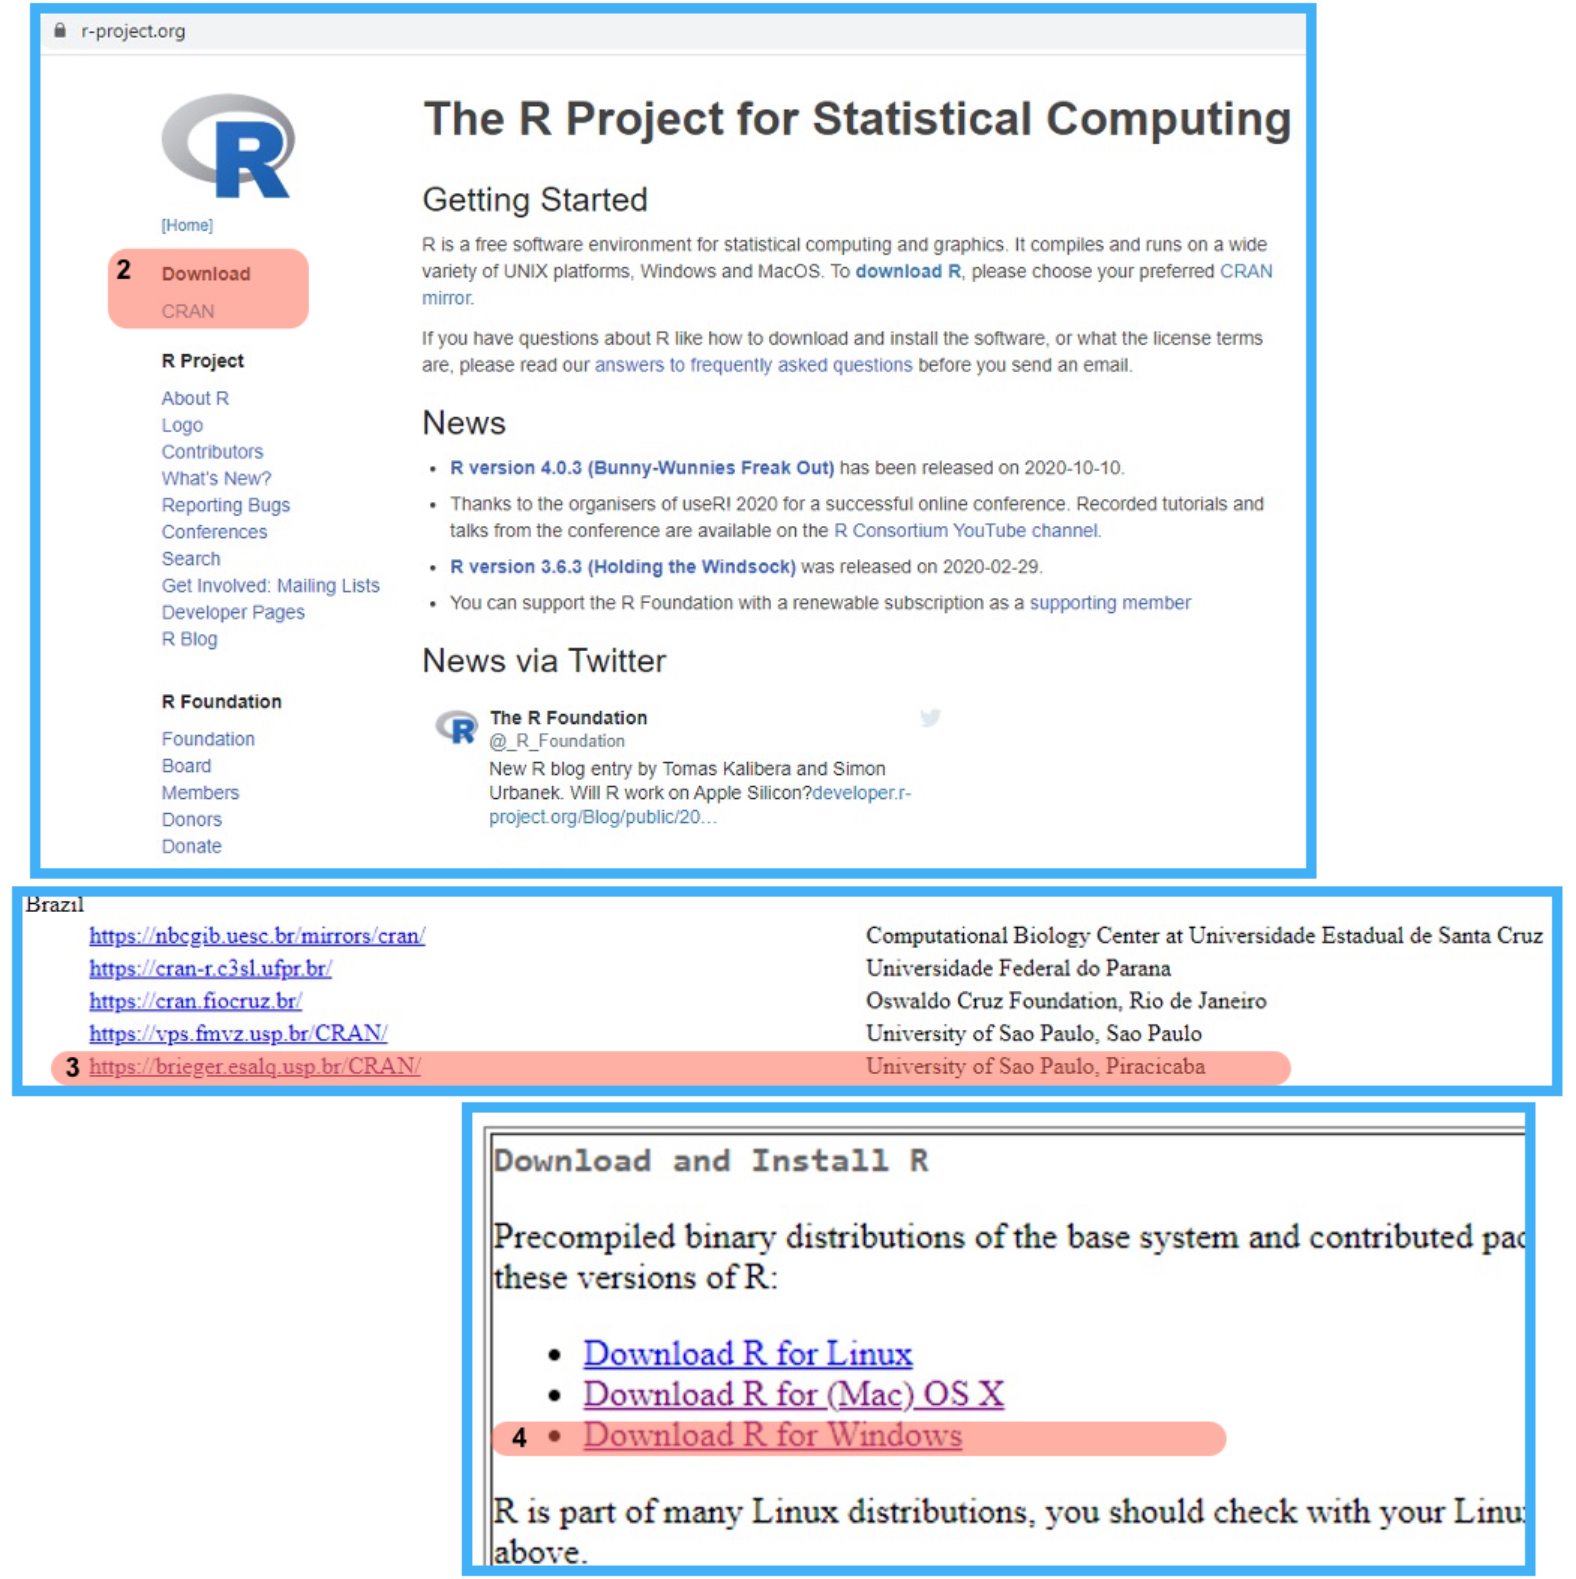 r-project.org
R
[Home]
2 Download
CRAN
R Project
About R
Logo
Contributors
What's New?
Reporting Bugs
Conferences
Search
Get Involved: Mailing Lists
Developer Pages
R Blog
R Foundation
Foundation
Board
Members
Donors
Donate
The R Project for Statistical Computing
Getting Started
R is a free software environment for statistical computing and graphics. It compiles and runs on a wide
variety of UNIX platforms, Windows and MacOS. To download R, please choose your preferred CRAN
mirror.
If you have questions about R like how to download and install the software, or what the license terms
are, please read our answers to frequently asked questions before you send an email.
News
• R version 4.0.3 (Bunny-Wunnies Freak Out) has been released on 2020-10-10.
• Thanks to the organisers of useR! 2020 for a successful online conference. Recorded tutorials and
talks from the conference are available on the R Consortium YouTube channel.
• R version 3.6.3 (Holding the Windsock) was released on 2020-02-29.
• You can support the R Foundation with a renewable subscription as a supporting member
News via Twitter
R The R Foundation
@_R_Foundation
New R blog entry by Tomas Kalibera and Simon
Urbanek. Will R work on Apple Silicon?developer.r-
project.org/Blog/public/20...
Brazil
https://nbcgib.uesc.br/mirrors/cran/ Computational Biology Center at Universidade Estadual de Santa Cruz
https://cran-r.c3sl.ufpr.br/ Universidade Federal do Parana
https://cran.fiocruz.br/ Oswaldo Cruz Foundation, Rio de Janeiro
https://vps.fmvz.usp.br/CRAN/ University of Sao Paulo, Sao Paulo
3 https://brieger.esalq.usp.br/CRAN/ University of Sao Paulo, Piracicaba
Download and Install R
Precompiled binary distributions of the base system and contributed pac
these versions of R:
• Download R for Linux
• Download R for (Mac) OS X
4 • Download R for Windows
R is part of many Linux distributions, you should check with your Linu
above.